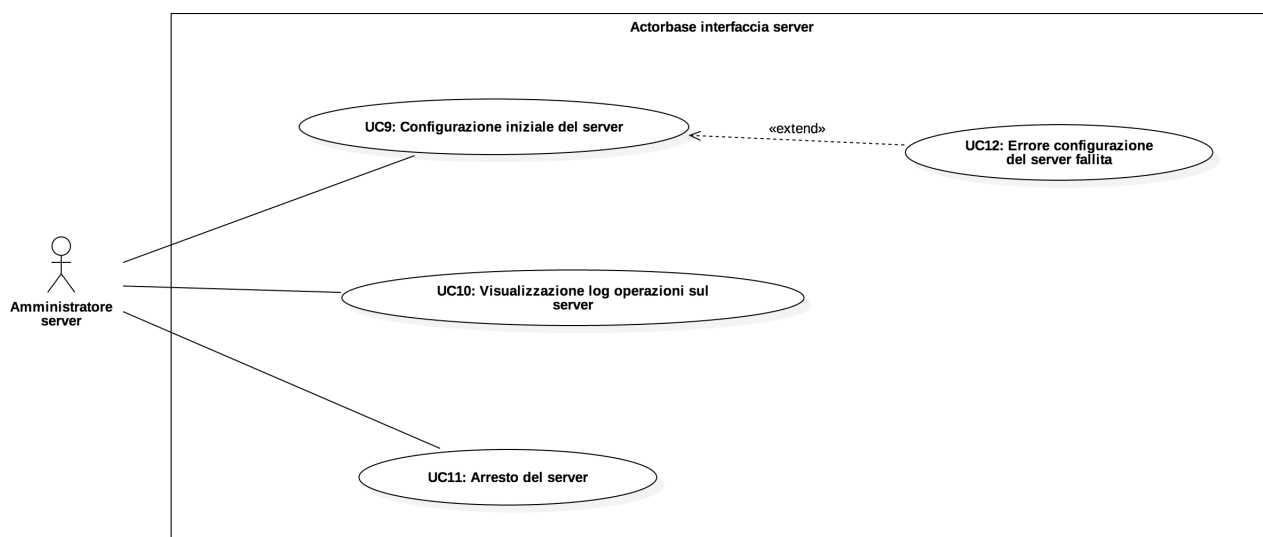 Actorbase interfaccia server
UC9: Configurazione iniziale del server
«extend»
UC12: Errore configurazione
del server fallita
Amministratore
server
UC10: Visualizzazione log operazioni sul
server
UC11: Arresto del server